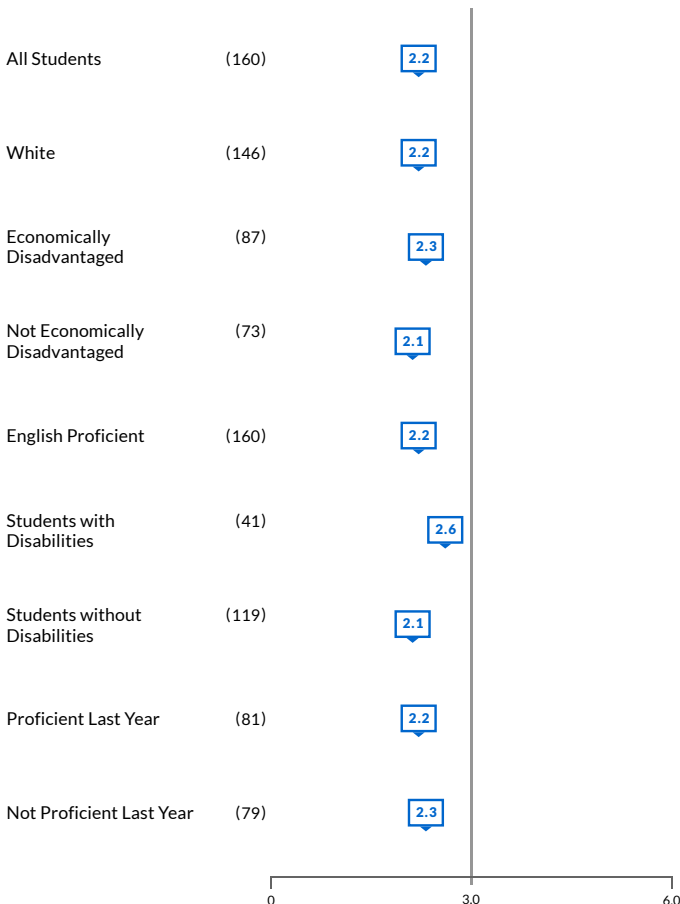 All Students (160) 2.2
White (146) 2.2
Economically (87)
Disadvantaged
2.3
Not Economically (73)
Disadvantaged
2.1
English Proficient (160) 2.2
Students with (41)
Disabilities
2.6
Students without (119)
Disabilities
2.1
Proficient Last Year (81) 2.2
Not Proficient Last Year (79) 2.3
0 3.0 6.0